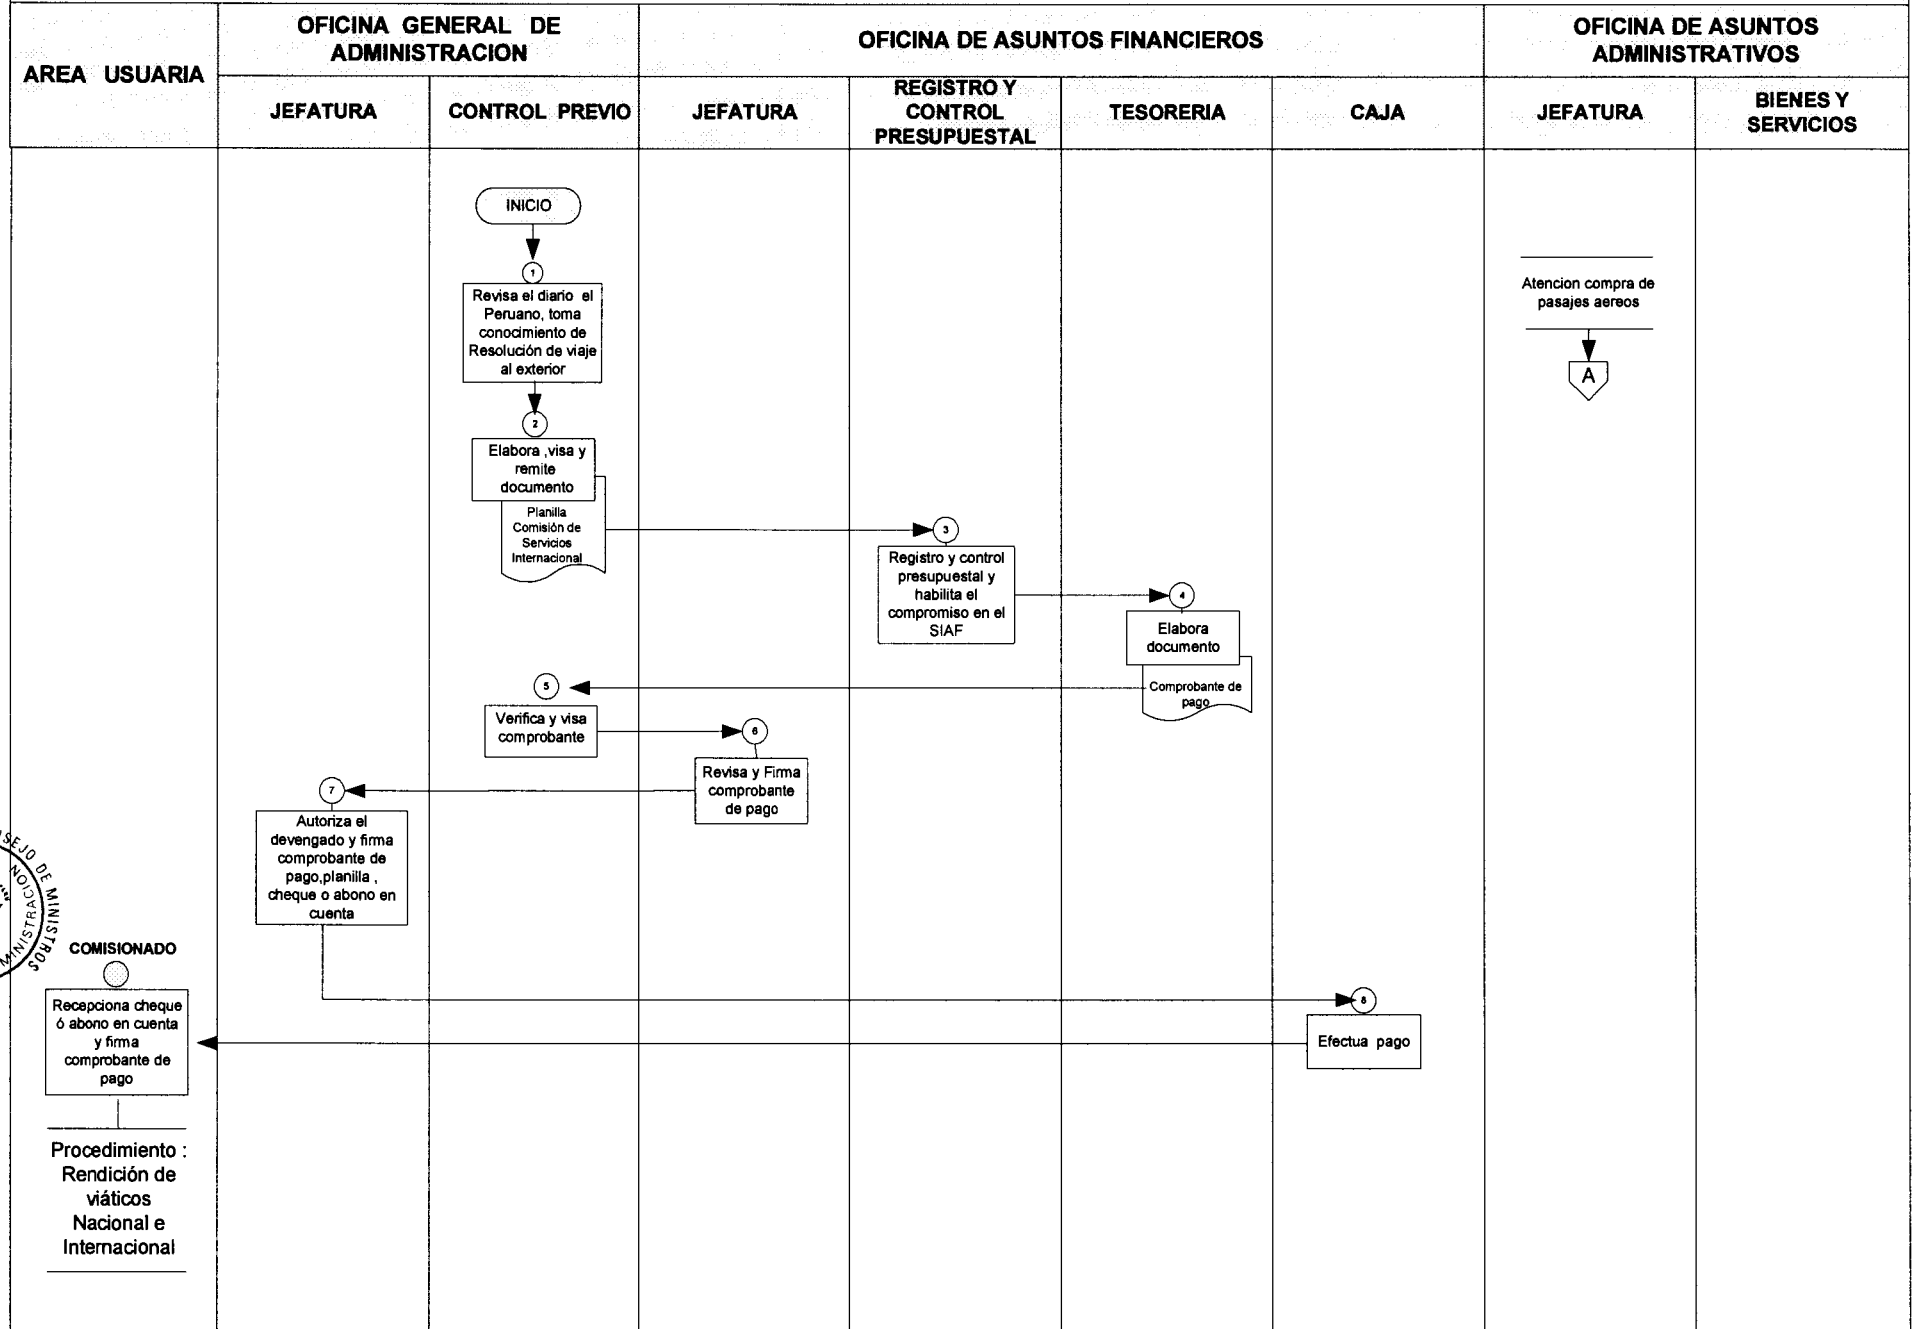 AREA USUARIA
OFICINA GENERAL DE
ADMINISTRACION
OFICINA DE ASUNTOS FINANCIEROS
OFICINA DE ASUNTOS
ADMINISTRATIVOS
JEFATURA
CONTROL PREVIO
JEFATURA
REGISTRO Y
CONTROL
PRESUPUESTAL
TESORERIA
CAJA
JEFATURA
BIENES Y
SERVICIOS
INICIO
1
Revisa el diario el
Peruano, toma
conocimiento de
Resolución de viaje
al exterior
Atencion compra de
pasajes aereos
A
2
Elabora ,visa y
remite
documento
Planilla
Comisión de
Servicios
Internacional
3
Registro y control
presupuestal y
habilita el
compromiso en el
SIAF
4
Elabora
documento
Comprobante de
pago
5
Verifica y visa
comprobante
6
Revisa y Firma
comprobante
de pago
7
Autoriza el
devengado y firma
comprobante de
pago,planilla ,
cheque o abono en
cuenta
8
Efectua pago
COMISIONADO
Recepciona cheque
ó abono en cuenta
y firma
comprobante de
pago
Procedimiento :
Rendición de
viáticos
Nacional e
Internacional
DE MINISTROS